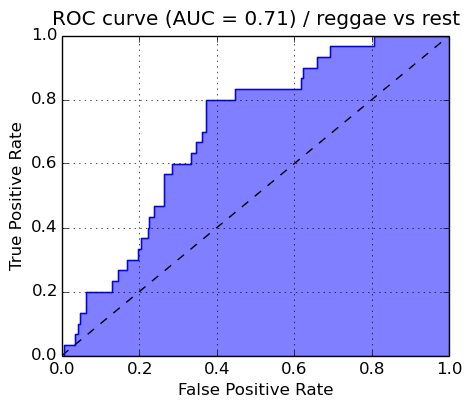 ROC curve (AUC = 0.71) / reggae vs rest
1.0
0.8
0.6
0.4
0.2
0.0
True Positive Rate
0.0 0.2 0.4 0.6 0.8 1.0
False Positive Rate